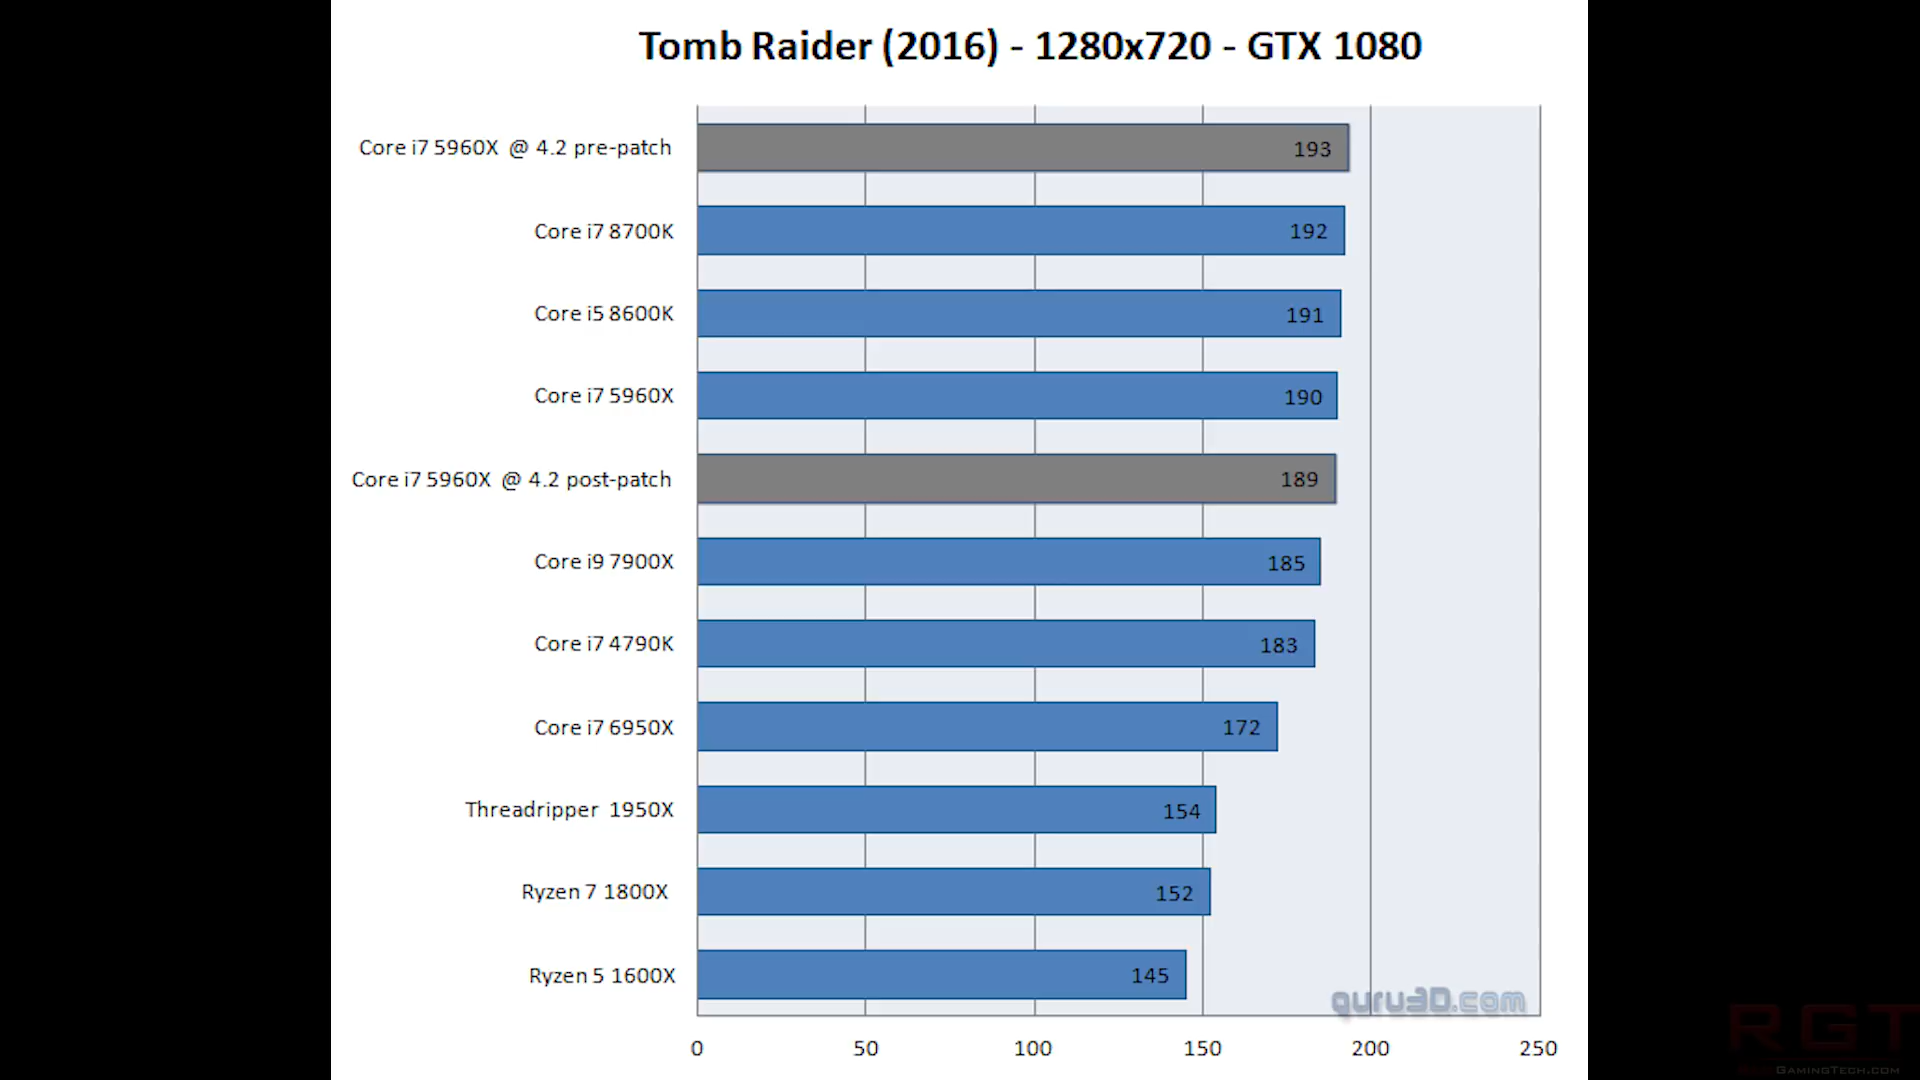 Tomb Raider (2016) - 1280x720 - GTX 1080
Core i7 5960X @ 4.2 pre-patch 193
Core i7 8700K 192
Core i5 8600K 191
Core i7 5960X 190
Core i7 5960X @ 4.2 post-patch 189
Core i9 7900X 185
Core i7 4790K 183
Core i7 6950X 172
Threadripper 1950X 154
Ryzen 7 1800X 152
Ryzen 5 1600X 145
guru3D.com
0 50 100 150 200 250
RGT
GamingTech.com